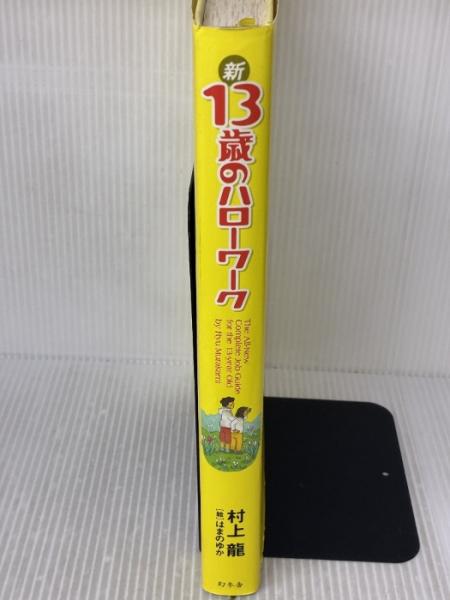 新
13歳のハローワーク
The All-New
Complete Job Guide
for the 13-year Old
by Ryu Murakami
村上 龍
[絵]はまのゆか
幻冬舎